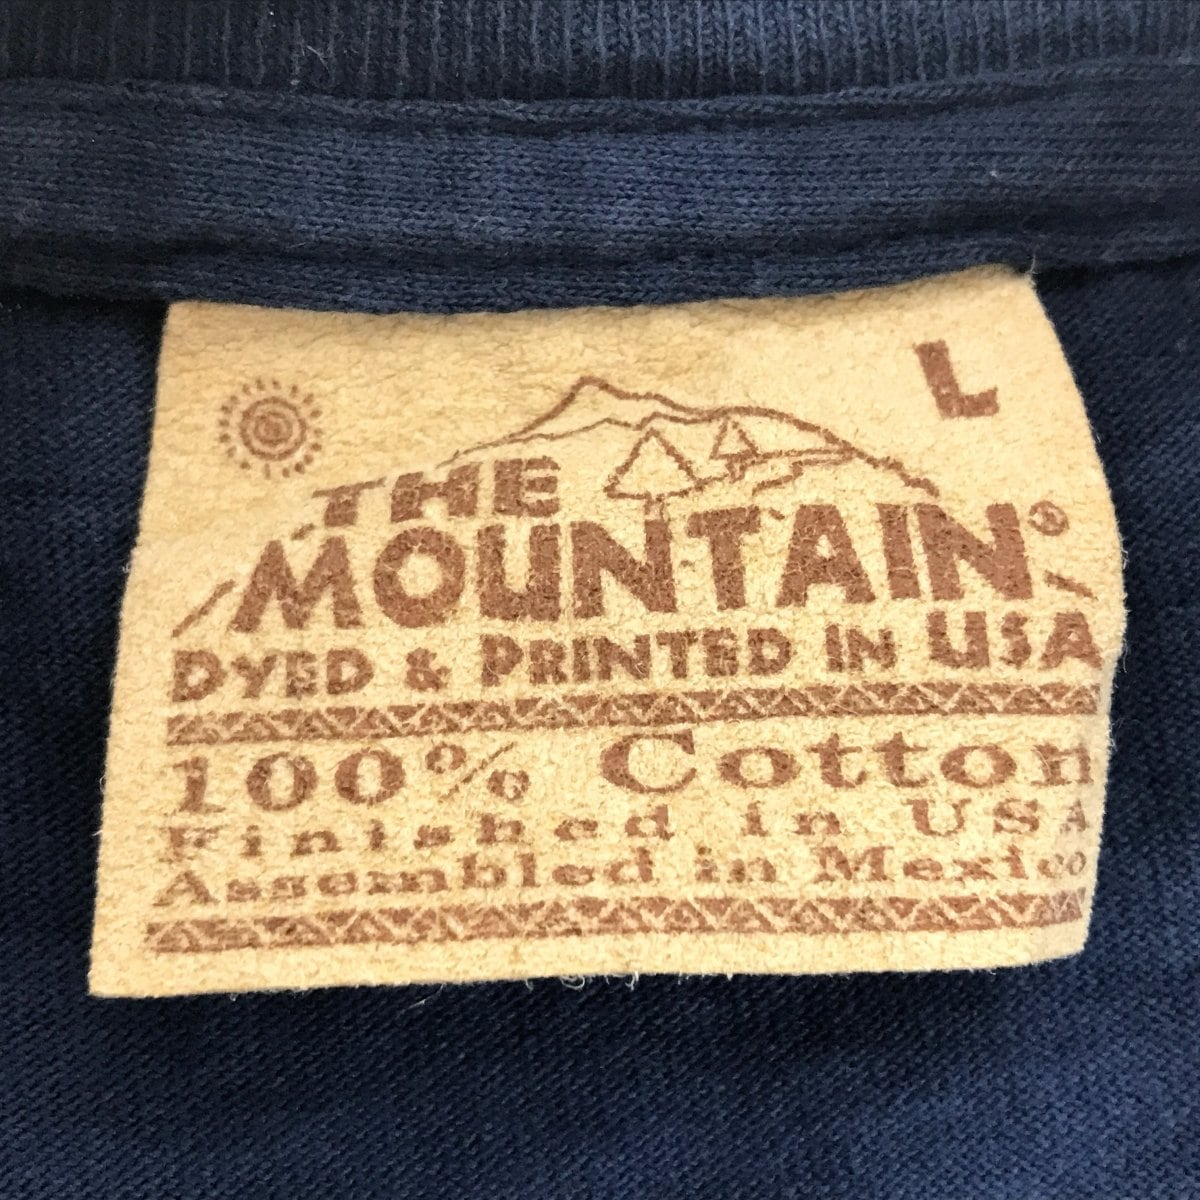 L
THE
MOUNTAIN®
DYED & PRINTED IN USA
100% Cotton
Finished in USA
Assembled in Mexico